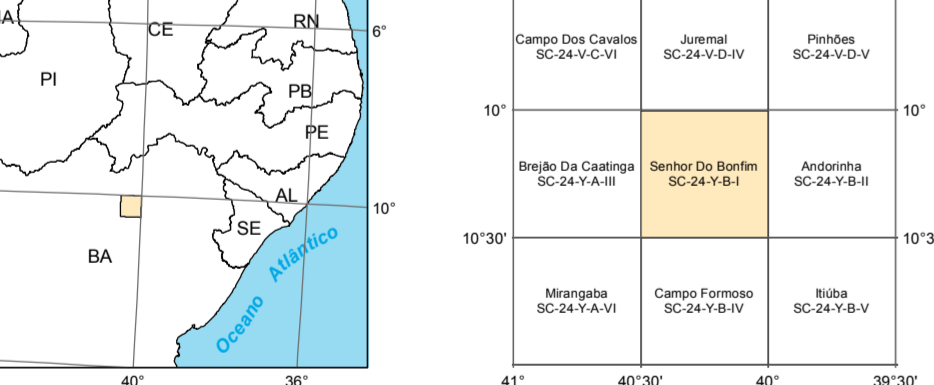 CE
RN
6°
PI
PB
PE
AL
10°
SE
BA
Oceano Atlântico
40°
36°
Campo Dos Cavalos
SC-24-V-C-VI
Juremal
SC-24-V-D-IV
Pinhões
SC-24-V-D-V
10°
10°
Brejão Da Caatinga
SC-24-Y-A-III
Senhor Do Bonfim
SC-24-Y-B-I
Andorinha
SC-24-Y-B-II
10°30'
10°3
Mirangaba
SC-24-Y-A-VI
Campo Formoso
SC-24-Y-B-IV
Itiúba
SC-24-Y-B-V
41°
40°30'
40°
39°30'